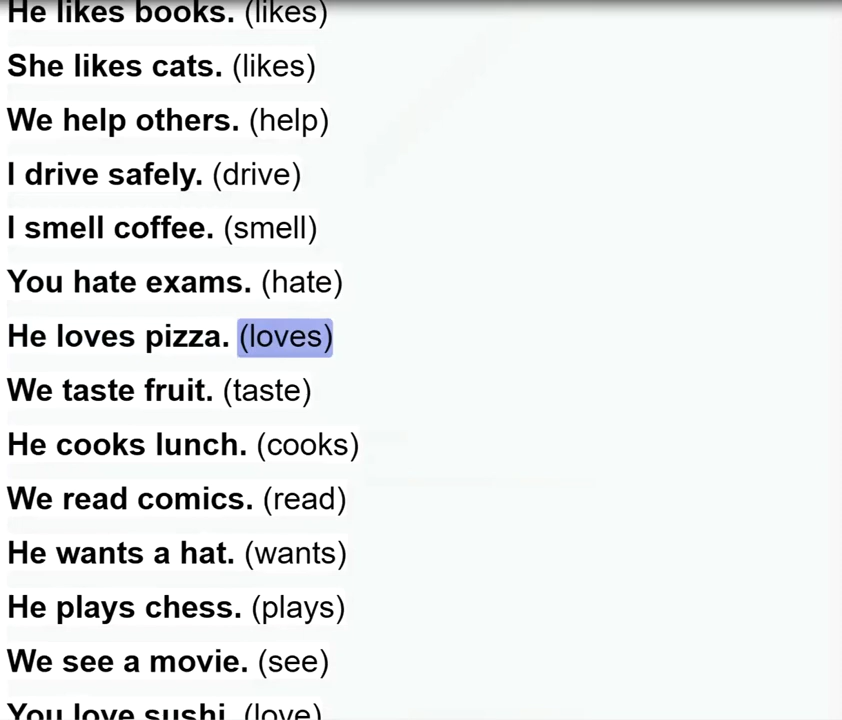 He likes books. (likes)
She likes cats. (likes)
We help others. (help)
I drive safely. (drive)
I smell coffee. (smell)
You hate exams. (hate)
He loves pizza. (loves)
We taste fruit. (taste)
He cooks lunch. (cooks)
We read comics. (read)
He wants a hat. (wants)
He plays chess. (plays)
We see a movie. (see)
You love sushi. (love)